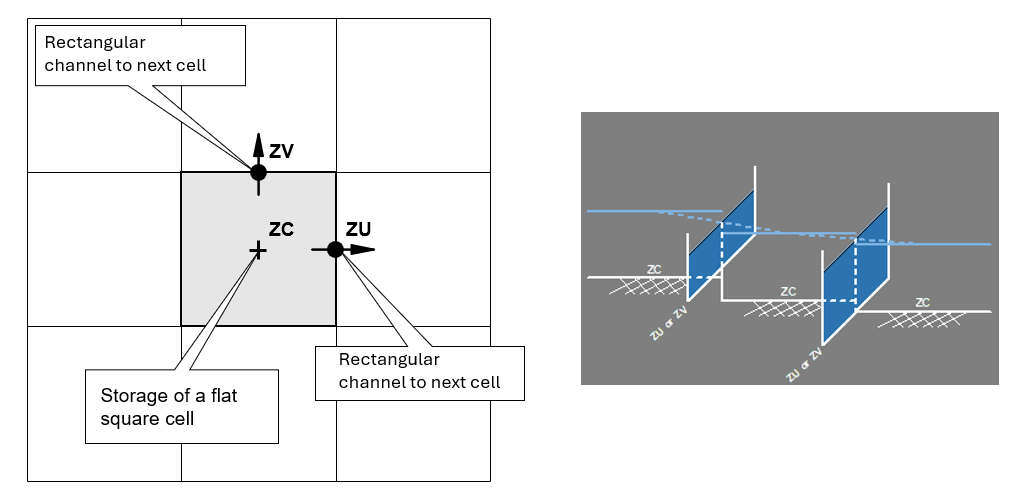 Rectangular
channel to next cell
ZV
ZC
ZU
Rectangular
channel to next cell
Storage of a flat
square cell
ZC
ZC
ZC
ZU or ZV
ZU or ZV